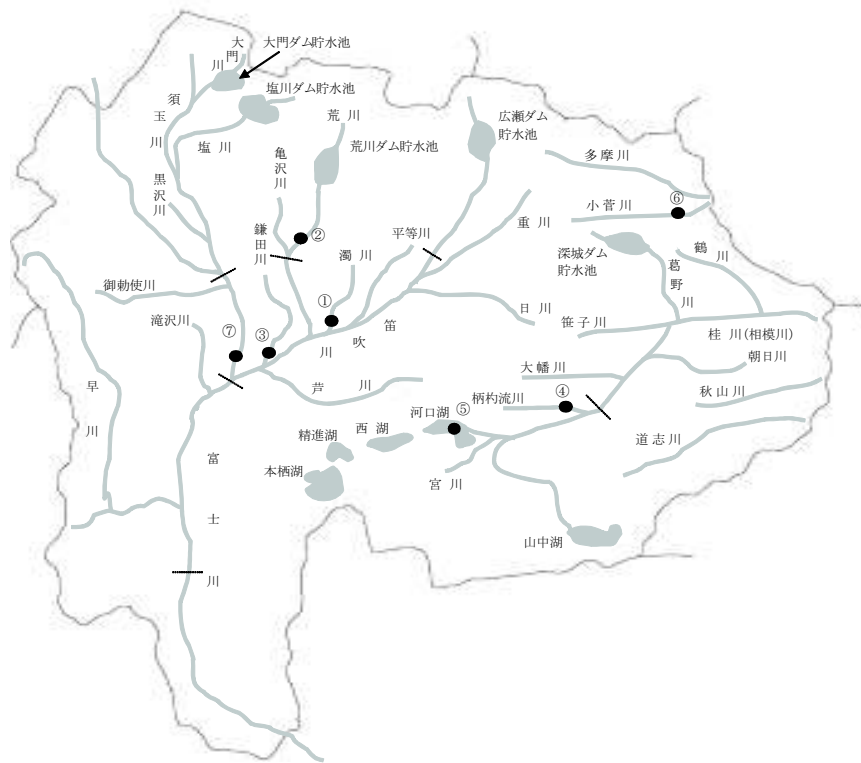 大門川
大門ダム貯水池
塩川ダム貯水池
須玉川
塩川
黒沢川
荒川
荒川ダム貯水池
亀沢川
広瀬ダム
貯水池
多摩川
小菅川
⑥
重川
平等川
②
鎌田川
濁川
深城ダム
貯水池
葛野川
鶴川
御勅使川
滝沢川
①
⑦
③
笛吹川
日川
笹子川
桂川(相模川)
朝日川
大幡川
秋山川
早川
芦川
柄杓流川
④
河口湖
⑤
西湖
精進湖
本栖湖
道志川
宮川
富士川
山中湖